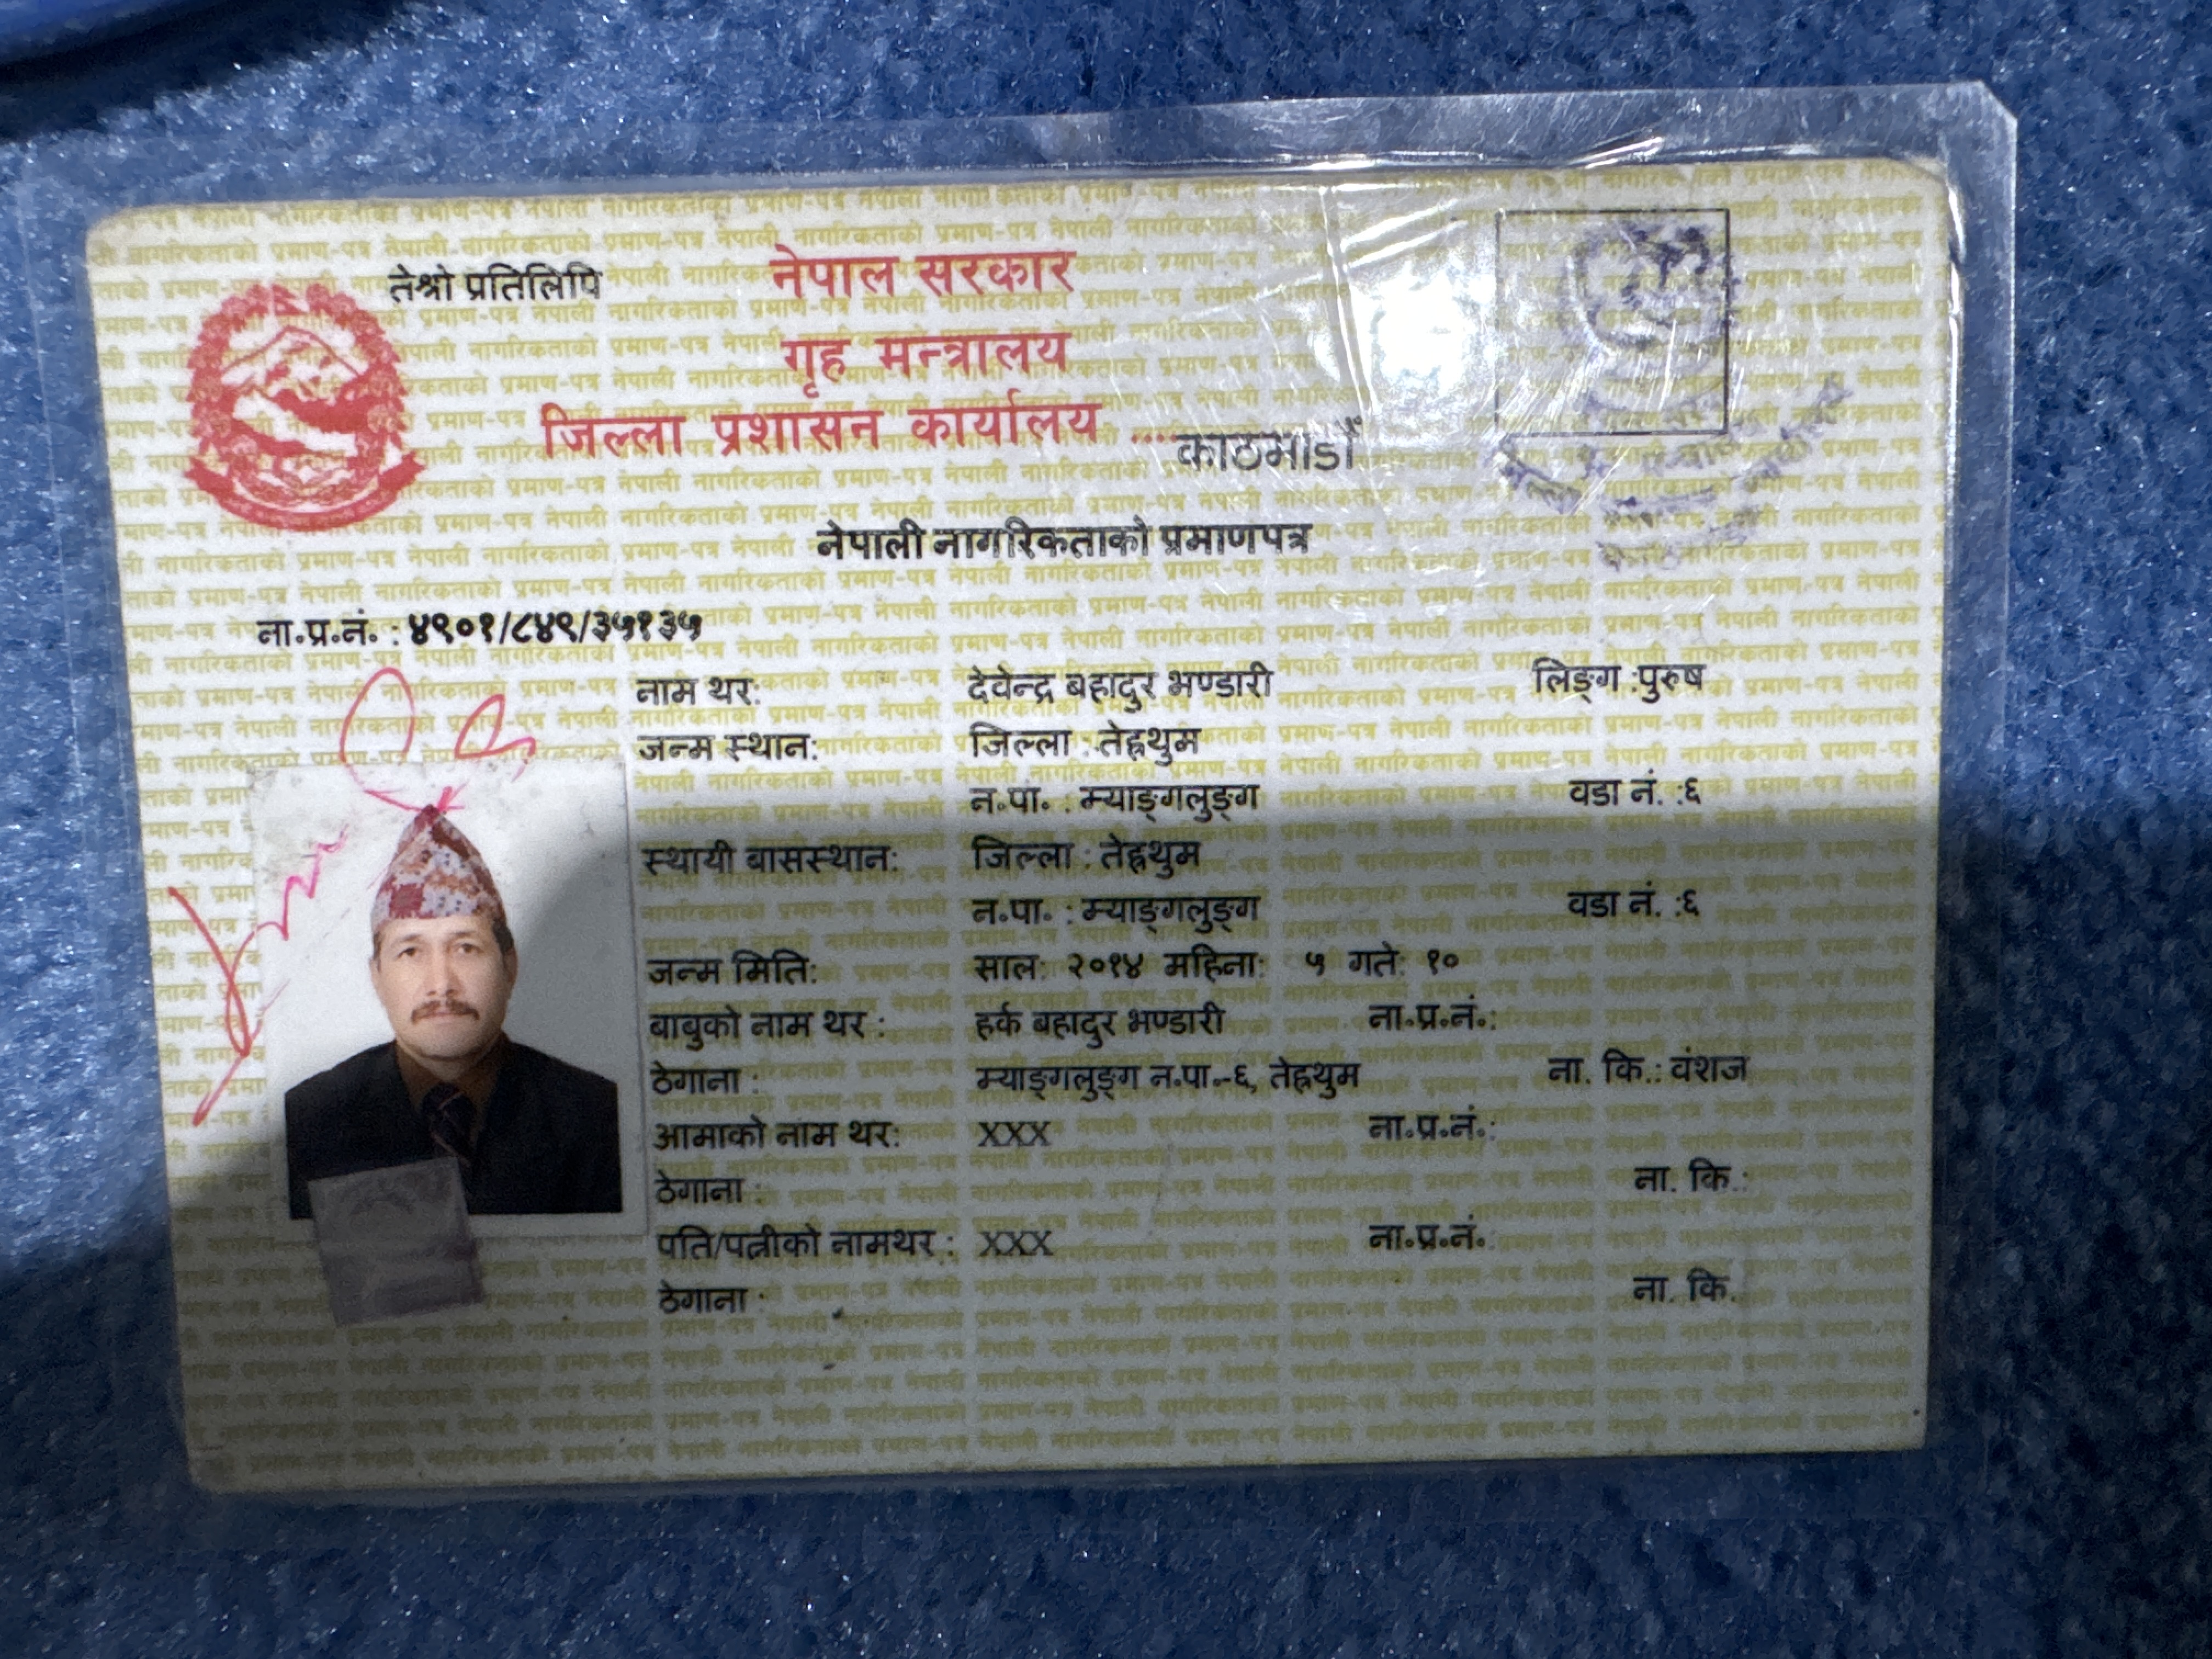 तेश्रो प्रतिलिपि
नेपाल सरकार
गृह मन्त्रालय
जिल्ला प्रशासन कार्यालय ....काठमाडौँ
नेपाली नागरिकताको प्रमाणपत्र
ना.प्र.नं. : ४९०१/८४९/३५१३५
नाम थर: देवेन्द्र बहादुर भण्डारी लिङ्ग :पुरुष
जन्म स्थान: जिल्ला : तेह्रथुम
न.पा. : म्याङ्गलुङ्ग वडा नं. :६
स्थायी बासस्थान: जिल्ला : तेह्रथुम
न.पा. : म्याङ्गलुङ्ग वडा नं. :६
जन्म मिति: साल: २०१४ महिना: ५ गते: १०
बाबुको नाम थर : हर्क बहादुर भण्डारी ना.प्र.नं.:
ठेगाना : म्याङ्गलुङ्ग न.पा.-६, तेह्रथुम ना. कि.: वंशज
आमाको नाम थर: XXX ना.प्र.नं.:
ठेगाना : ना. कि.:
पति/पत्नीको नामथर : XXX ना.प्र.नं.
ठेगाना : ना. कि.